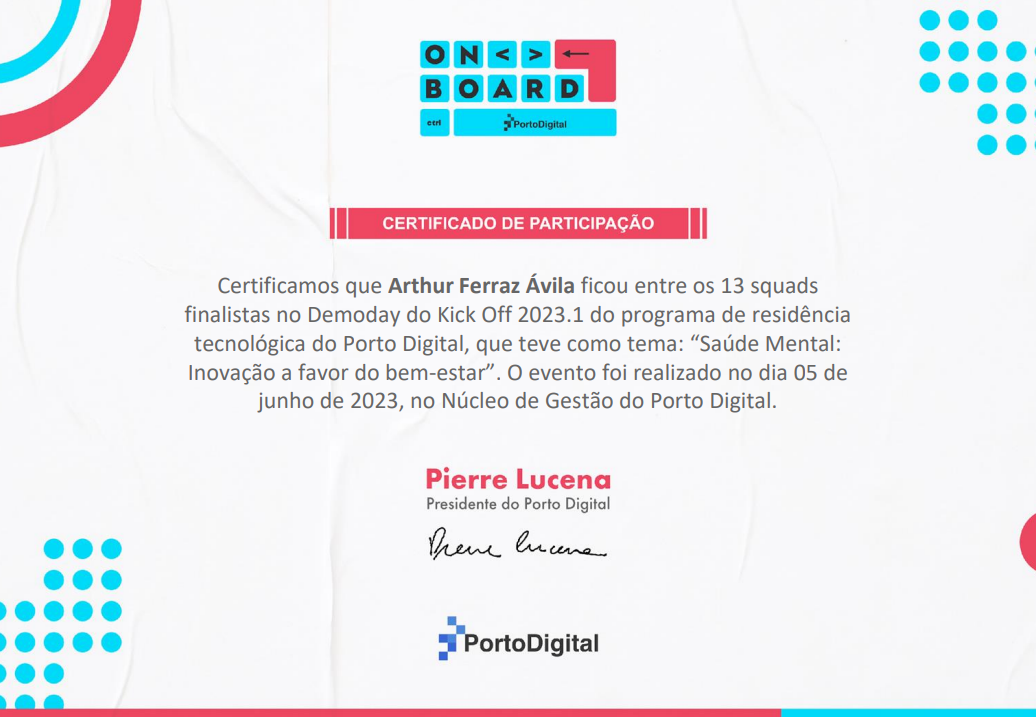 ON<>
BOARD
ctrl PortoDigital
CERTIFICADO DE PARTICIPAÇÃO
Certificamos que Arthur Ferraz Ávila ficou entre os 13 squads
finalistas no Demoday do Kick Off 2023.1 do programa de residência
tecnológica do Porto Digital, que teve como tema: “Saúde Mental:
Inovação a favor do bem-estar”. O evento foi realizado no dia 05 de
junho de 2023, no Núcleo de Gestão do Porto Digital.
Pierre Lucena
Presidente do Porto Digital
Pierre Lucena
PortoDigital